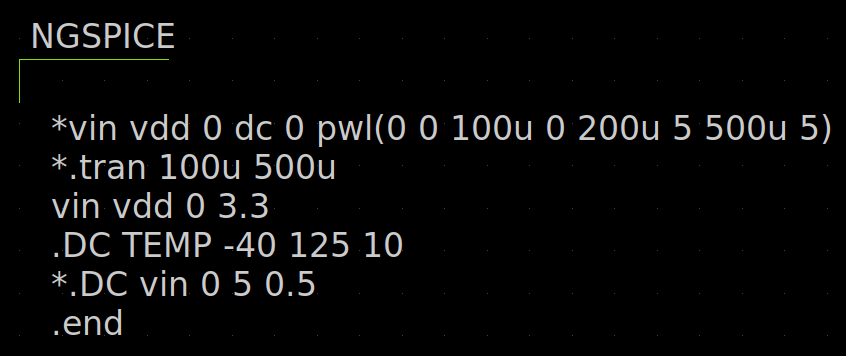 NGSPICE
*vin vdd 0 dc 0 pwl(0 0 100u 0 200u 5 500u 5)
*.tran 100u 500u
vin vdd 0 3.3
.DC TEMP -40 125 10
*.DC vin 0 5 0.5
.end